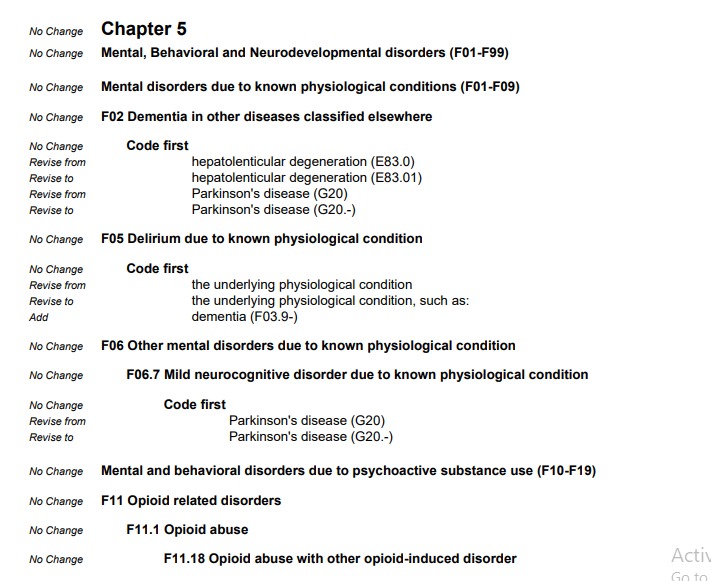 No Change Chapter 5
No Change Mental, Behavioral and Neurodevelopmental disorders (F01-F99)
No Change Mental disorders due to known physiological conditions (F01-F09)
No Change F02 Dementia in other diseases classified elsewhere
No Change Code first
Revise from hepatolenticular degeneration (E83.0)
Revise to hepatolenticular degeneration (E83.01)
Revise from Parkinson's disease (G20)
Revise to Parkinson's disease (G20.-)
No Change F05 Delirium due to known physiological condition
No Change Code first
Revise from the underlying physiological condition
Revise to the underlying physiological condition, such as:
Add dementia (F03.9-)
No Change F06 Other mental disorders due to known physiological condition
No Change F06.7 Mild neurocognitive disorder due to known physiological condition
No Change Code first
Revise from Parkinson's disease (G20)
Revise to Parkinson's disease (G20.-)
No Change Mental and behavioral disorders due to psychoactive substance use (F10-F19)
No Change F11 Opioid related disorders
No Change F11.1 Opioid abuse
No Change F11.18 Opioid abuse with other opioid-induced disorder
Activ
Go to